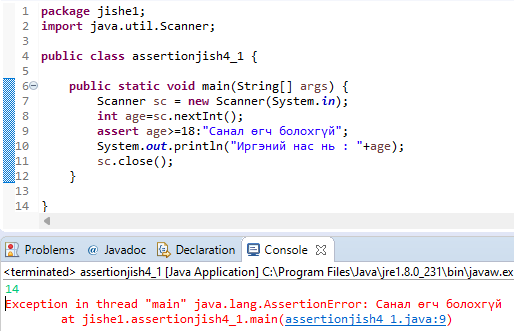 1 package jishe1;
2 import java.util.Scanner;
3
4 public class assertionjish4_1 {
5
6 public static void main(String[] args) {
7 Scanner sc = new Scanner(System.in);
8 int age=sc.nextInt();
9 assert age>=18:"Санал өгч болохгүй";
10 System.out.println("Иргэний нас нь : "+age);
11 sc.close();
12 }
13
14 }
Problems @ Javadoc Declaration Console
<terminated> assertionjish4_1 [Java Application] C:\Program Files\Java\jre1.8.0_231\bin\javaw.ex
14
Exception in thread "main" java.lang.AssertionError: Санал өгч болохгүй
at jishe1.assertionjish4_1.main(assertionjish4_1.java:9)